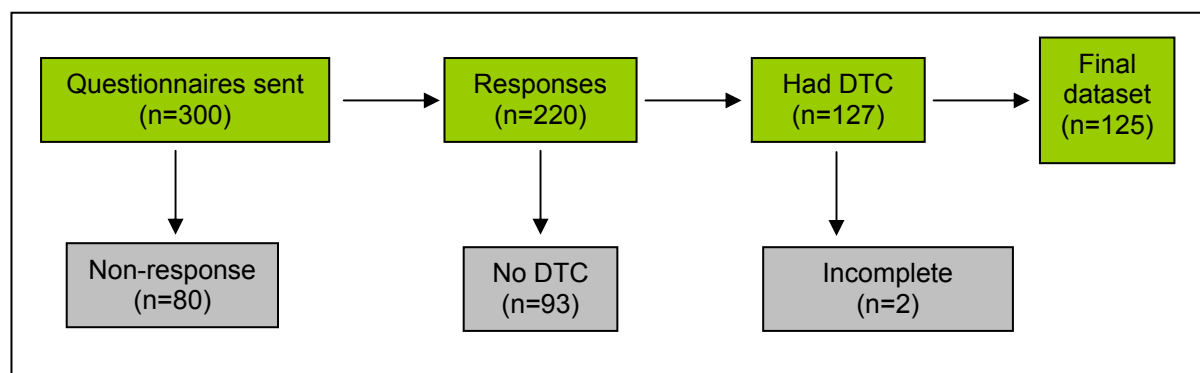 Questionnaires sent
(n=300)
Responses
(n=220)
Had DTC
(n=127)
Final
dataset
(n=125)
Non-response
(n=80)
No DTC
(n=93)
Incomplete
(n=2)